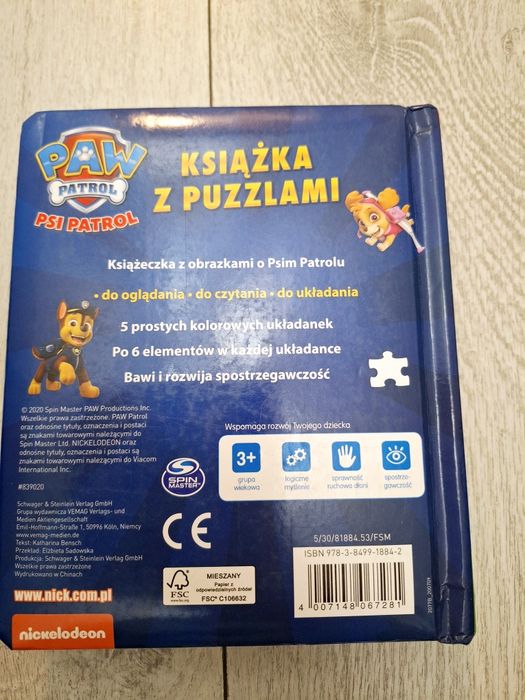 PAW
PATROL
PSI PATROL
KSIĄŻKA
Z PUZZLAMI
Książeczka z obrazkami o Psim Patrolu
• do oglądania • do czytania • do układania
5 prostych kolorowych układanek
Po 6 elementów w każdej układance
Bawi i rozwija spostrzegawczość
© 2020 Spin Master PAW Productions Inc.
Wszelkie prawa zastrzeżone. PAW Patrol
oraz odnośne tytuły, oznaczenia i postaci
są znakami towarowymi należącymi do
Spin Master Ltd. NICKELODEON oraz
odnośne tytuły, oznaczenia i postaci są
znakami towarowymi należącymi do Viacom
International Inc.
#839020
SPIN
MASTER
Wspomaga rozwój Twojego dziecka
3+
grupa
wiekowa
logiczne
myślenie
sprawność
ruchowa dłoni
spostrze-
gawczość
Schwager & Steinlein Verlag GmbH
Grupa wydawnicza VEMAG Verlags- und
Medien Aktiengesellschaft
Emil-Hoffmann-Straße 1, 50996 Köln, Niemcy
www.vemag-medien.de
Tekst: Katharina Bensch
Przekład: Elżbieta Sadowska
Produkcja: Schwager & Steinlein Verlag GmbH
Wszelkie prawa zastrzeżone
Wydrukowano w Chinach
CE
www.nick.com.pl
nickelodeon
FSC
www.fsc.org
MIESZANY
Papier z
odpowiedzialnych źródeł
FSC® C106632
5/30/81884.53/FSM
ISBN 978-3-8499-1884-2
4 007148 067281